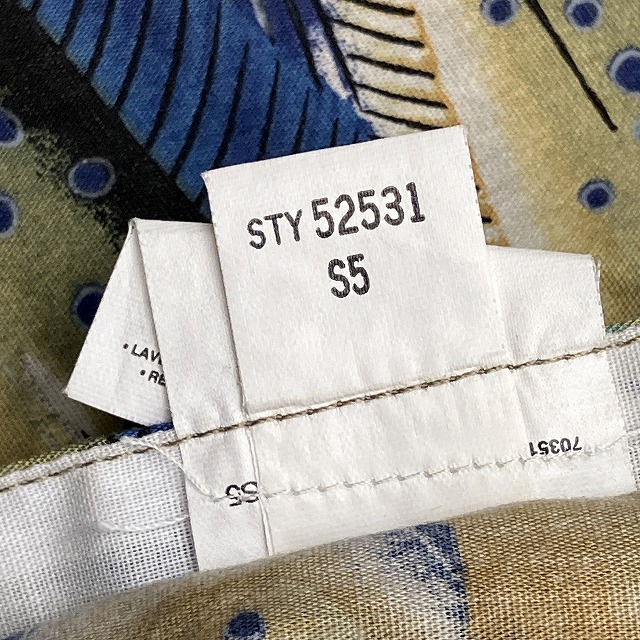 STY 52531
S5
• LAV
• RE
70351
S5